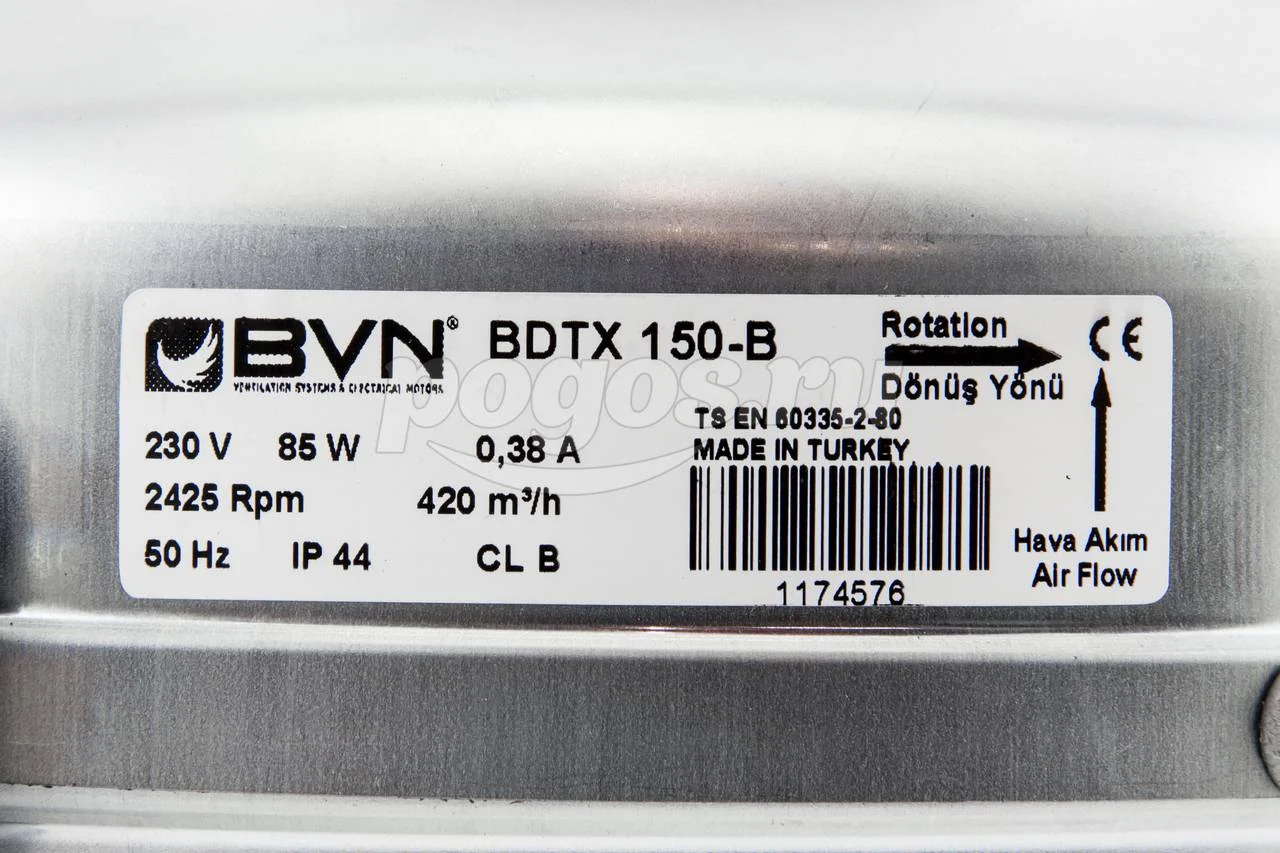 BVN® BDTX 150-B
VENTILATION SYSTEMS & ELECTRICAL MOTORS
Rotation
Dönüş Yönü
CE
230 V 85 W 0,38 A
2425 Rpm 420 m³/h
50 Hz IP 44 CL B
TS EN 60335-2-80
MADE IN TURKEY
1174576
Hava Akım
Air Flow
pogos.ru